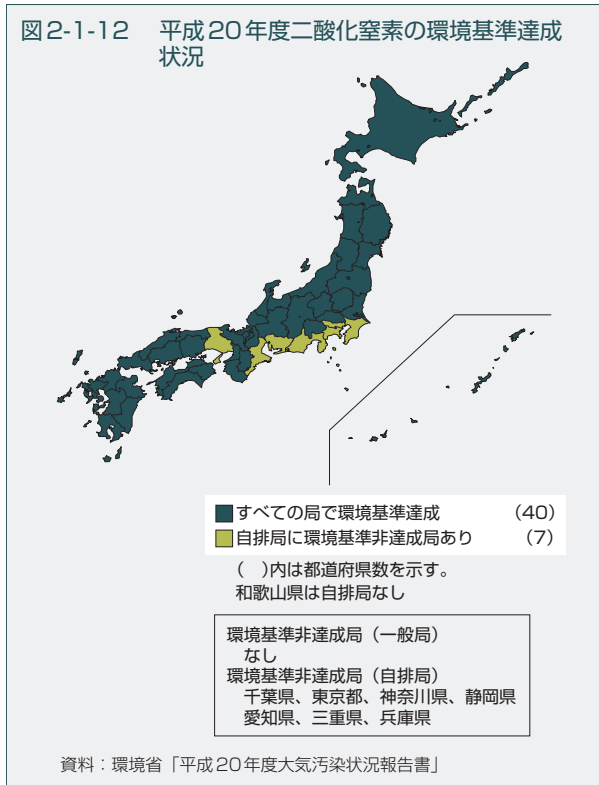 図2-1-12 平成20年度二酸化窒素の環境基準達成
状況
すべての局で環境基準達成 (40)
自排局に環境基準非達成局あり (7)
( )内は都道府県数を示す。
和歌山県は自排局なし
環境基準非達成局（一般局）
なし
環境基準非達成局（自排局）
千葉県、東京都、神奈川県、静岡県
愛知県、三重県、兵庫県
資料：環境省「平成20年度大気汚染状況報告書」